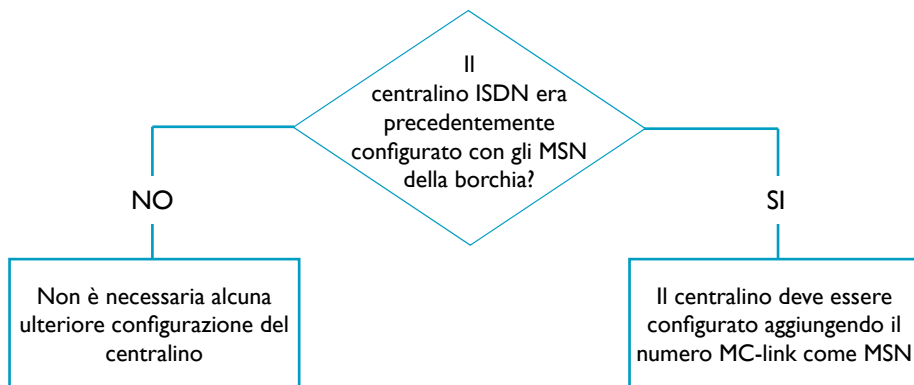 Il
centralino ISDN era
precedentemente
configurato con gli MSN
della borchia?
NO
SI
Non è necessaria alcuna
ulteriore configurazione del
centralino
Il centralino deve essere
configurato aggiungendo il
numero MC-link come MSN